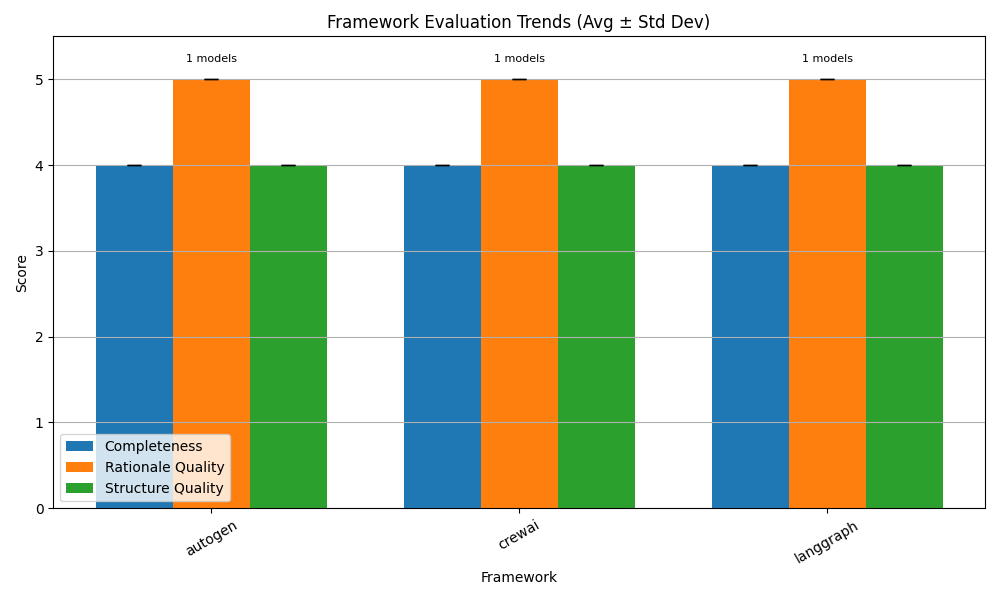 Framework Evaluation Trends (Avg ± Std Dev)
1 models
1 models
1 models
5
4
3
2
1
0
Score
Completeness
Rationale Quality
Structure Quality
autogen
crewai
langgraph
Framework